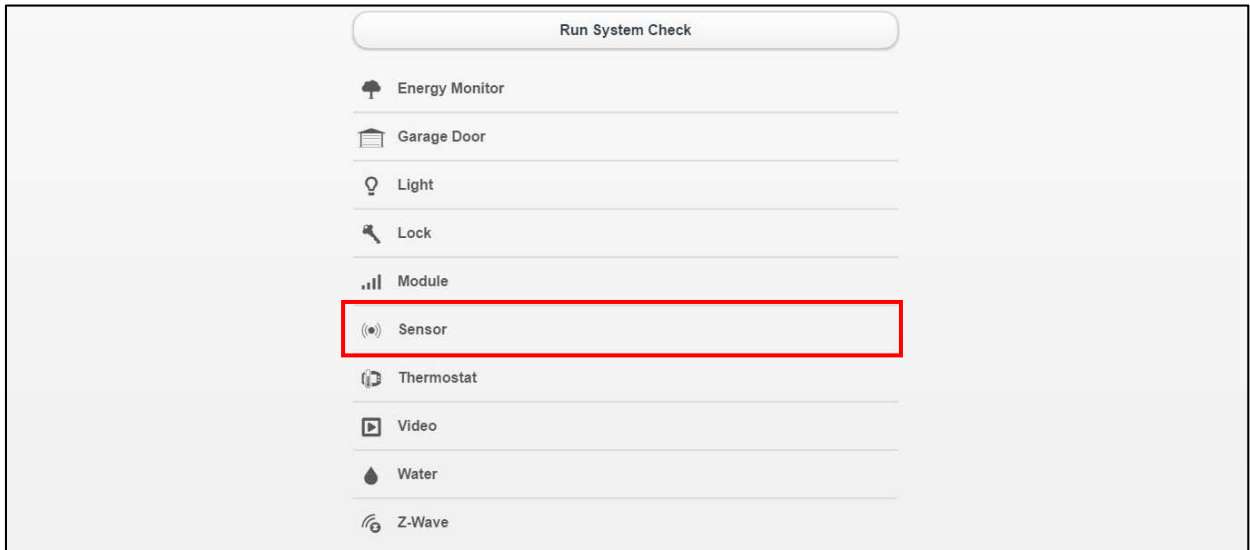 Run System Check
Energy Monitor
Garage Door
Light
Lock
Module
Sensor
Thermostat
Video
Water
Z-Wave